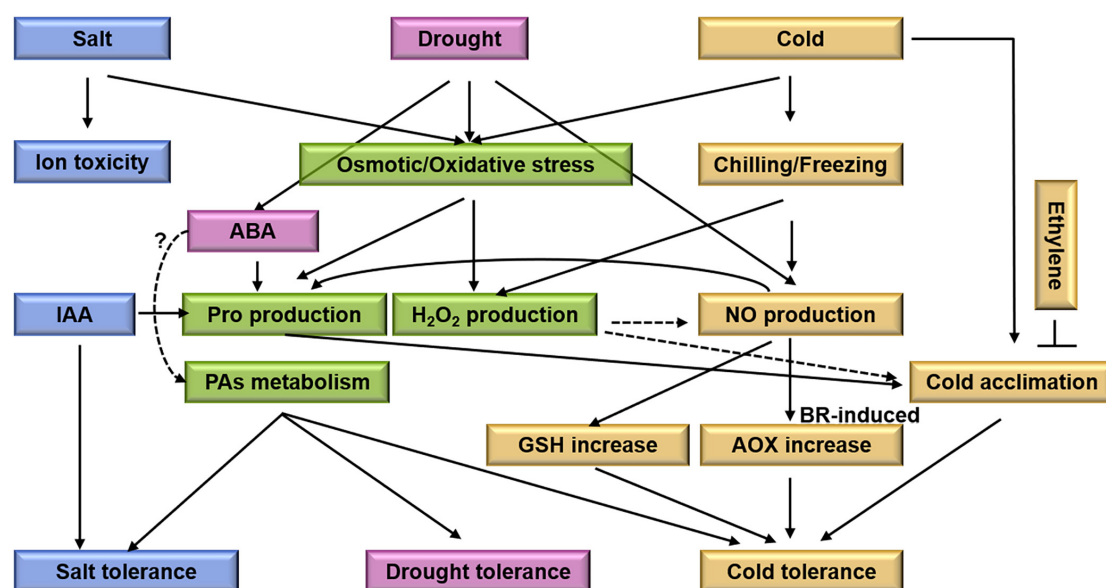 Salt
Drought
Cold
Ion toxicity
Osmotic/Oxidative stress
Chilling/Freezing
Ethylene
?
ABA
IAA
Pro production
H₂O₂ production
NO production
PAs metabolism
Cold acclimation
BR-induced
GSH increase
AOX increase
Salt tolerance
Drought tolerance
Cold tolerance